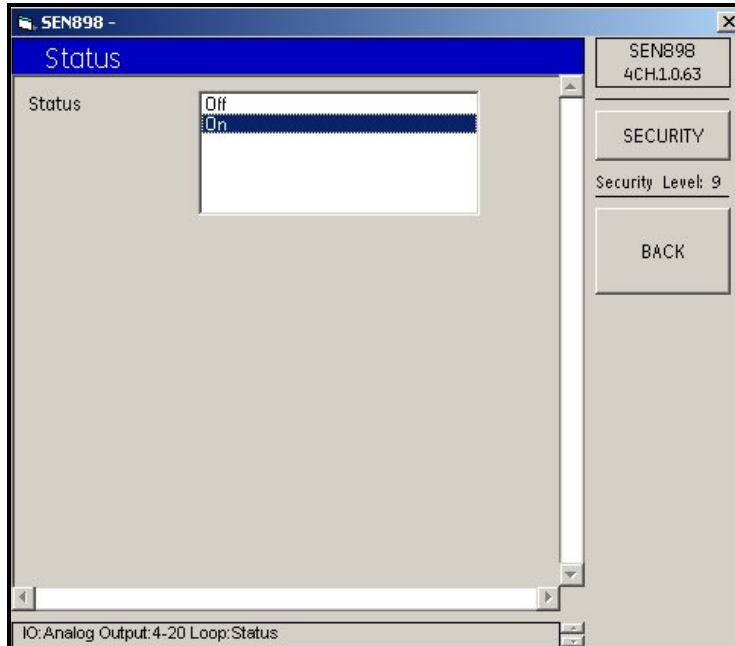 SEN898 -
Status
SEN898
4CH.1.0.63
Status
Off
On
SECURITY
Security Level: 9
BACK
IO:Analog Output:4-20 Loop:Status